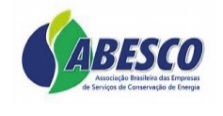 ABESCO
Associação Brasileira das Empresas
de Serviços de Conservação de Energia